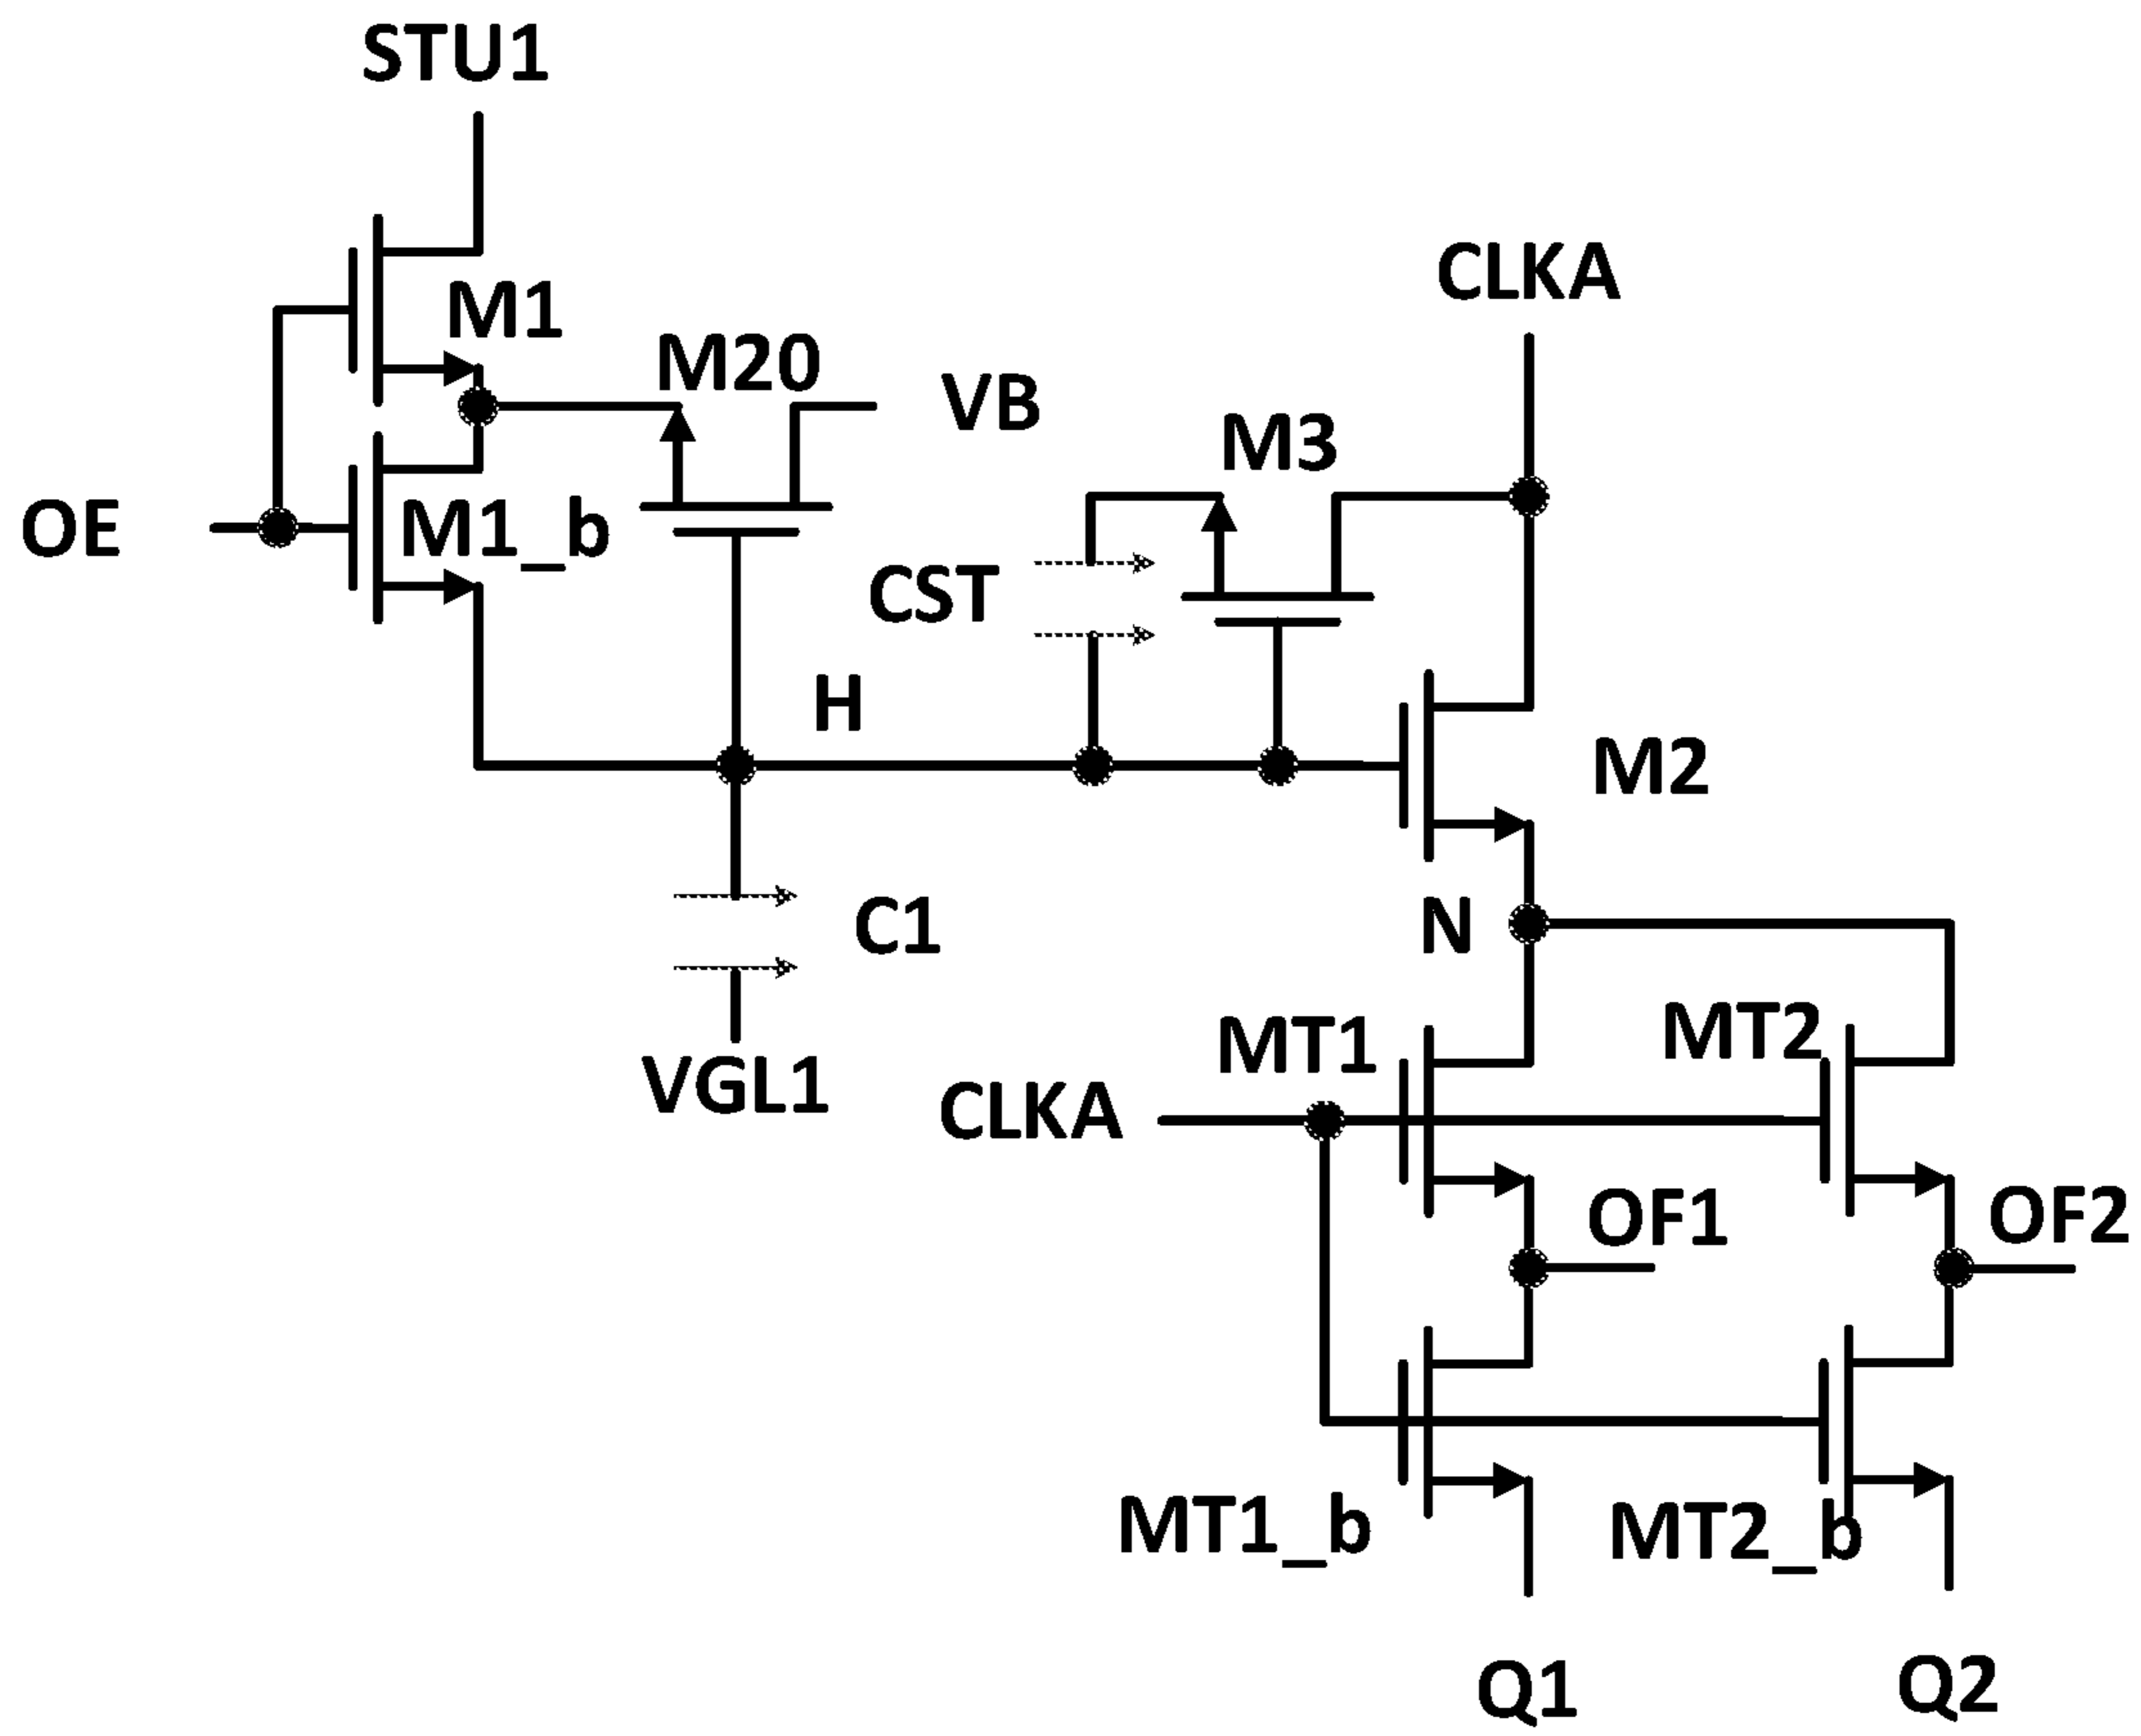 STU1
CLKA
M1
M20
VB
M3
OE
M1_b
CST
H
M2
C1
N
VGL1
MT1
MT2
CLKA
OF1
OF2
MT1_b
MT2_b
Q1
Q2